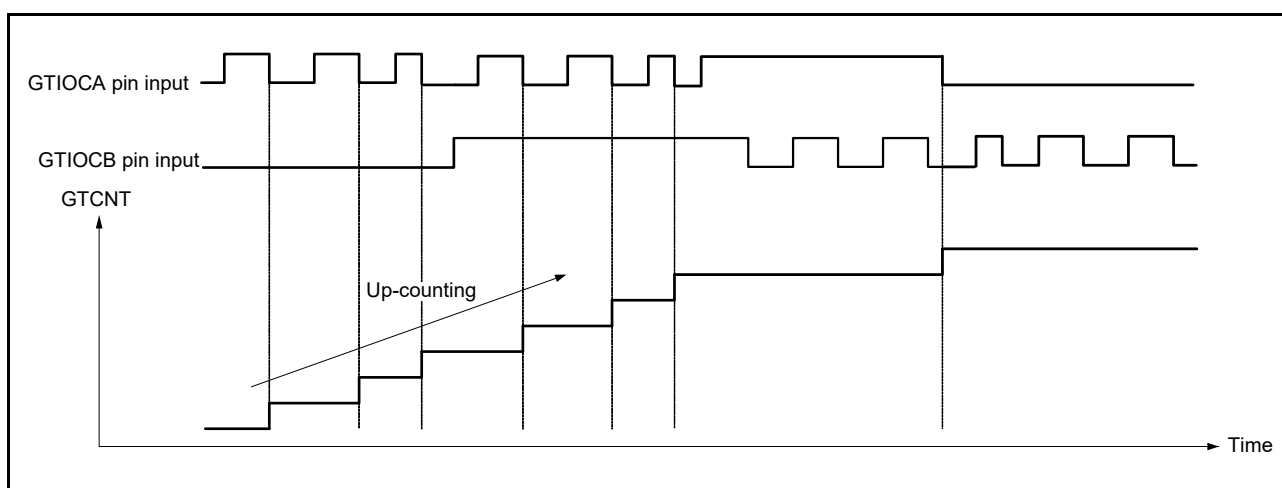 GTIOCA pin input
GTIOCB pin input
GTCNT
Up-counting
Time